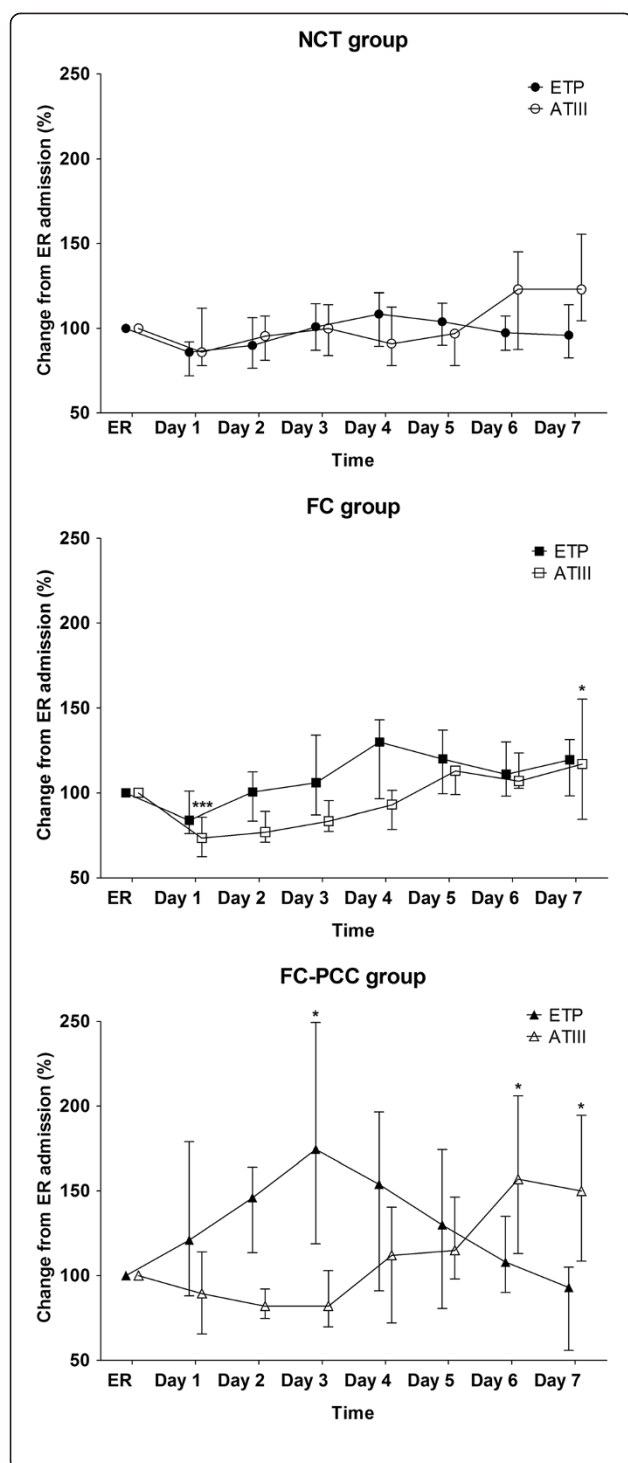 NCT group
ETP
ATIII
Change from ER admission (%)
250
200
150
100
50
ER Day 1 Day 2 Day 3 Day 4 Day 5 Day 6 Day 7
Time
FC group
ETP
ATIII
Change from ER admission (%)
250
200
150
100
50
***
*
ER Day 1 Day 2 Day 3 Day 4 Day 5 Day 6 Day 7
Time
FC-PCC group
ETP
ATIII
Change from ER admission (%)
250
200
150
100
50
*
*
*
ER Day 1 Day 2 Day 3 Day 4 Day 5 Day 6 Day 7
Time